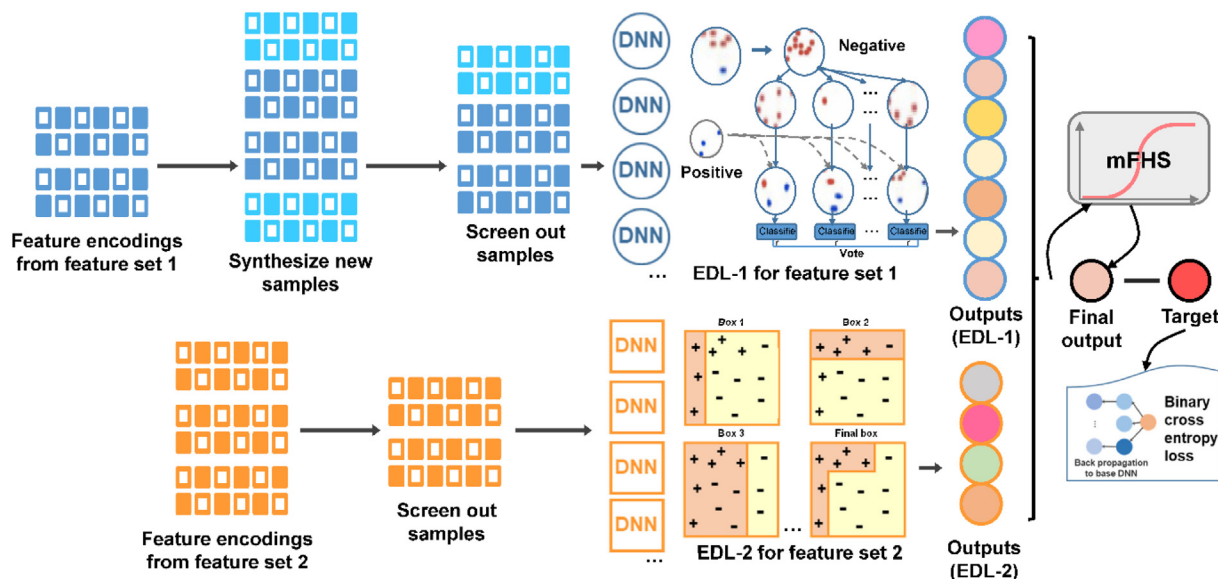 Feature encodings
from feature set 1
Synthesize new
samples
Screen out
samples
DNN
DNN
DNN
DNN
...
Negative
...
...
Positive
...
...
Classifie
r
Classifie
r
...
Classifie
r
Vote
EDL-1 for feature set 1
Outputs
(EDL-1)
mFHS
Final
output
Target
Binary
cross
entropy
loss
Back propagation
to base DNN
Feature encodings
from feature set 2
Screen out
samples
DNN
DNN
DNN
DNN
...
Box 1
Box 2
Box 3
Final box
...
EDL-2 for feature set 2
Outputs
(EDL-2)